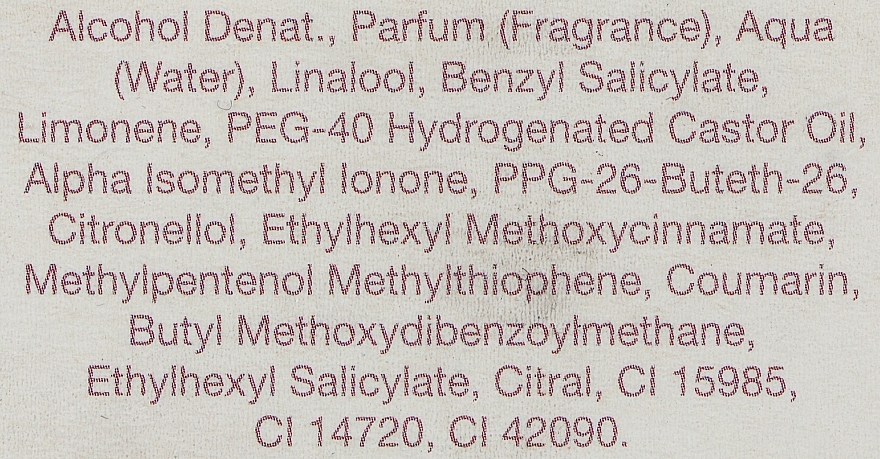 Alcohol Denat., Parfum (Fragrance), Aqua
(Water), Linalool, Benzyl Salicylate,
Limonene, PEG-40 Hydrogenated Castor Oil,
Alpha Isomethyl Ionone, PPG-26-Buteth-26,
Citronellol, Ethylhexyl Methoxycinnamate,
Methylpentenol Methylthiophene, Coumarin,
Butyl Methoxydibenzoylmethane,
Ethylhexyl Salicylate, Citral, CI 15985,
CI 14720, CI 42090.